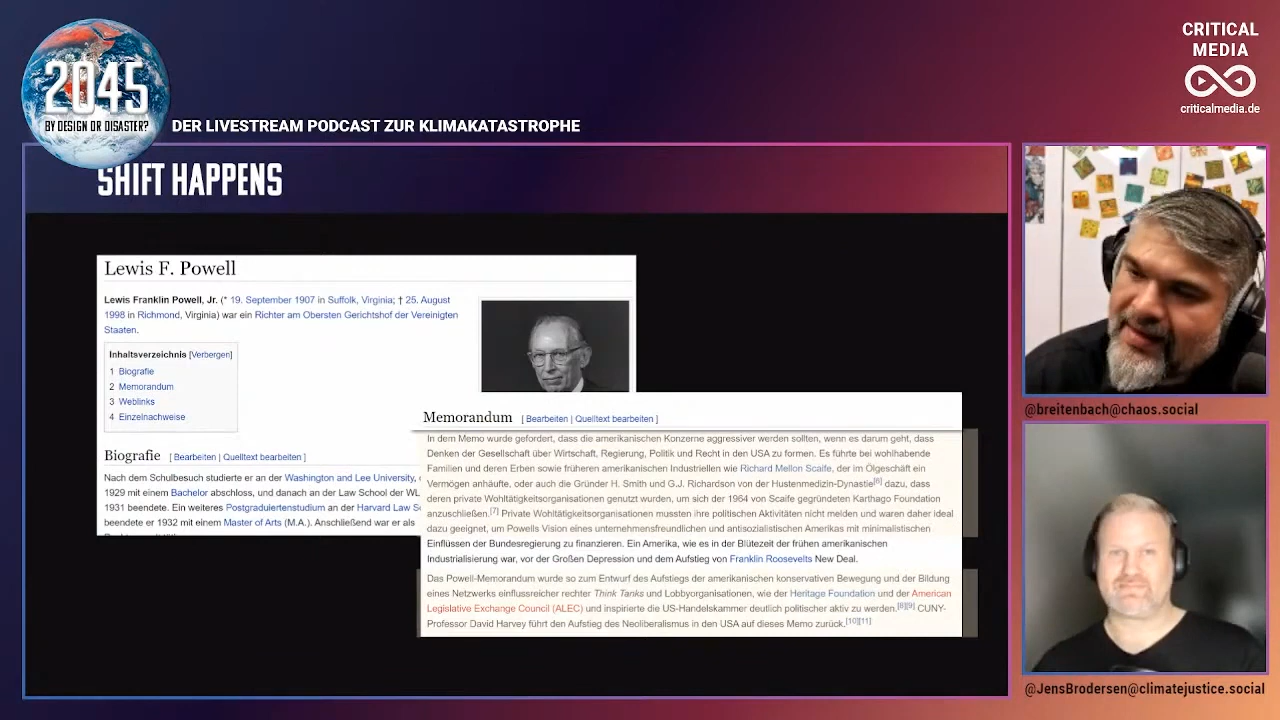 2045
BY DESIGN OR DISASTER?
DER LIVESTREAM PODCAST ZUR KLIMAKATASTROPHE
CRITICAL
MEDIA
criticalmedia.de
SHIFT HAPPENS
Lewis F. Powell
Lewis Franklin Powell, Jr. (* 19. September 1907 in Suffolk, Virginia; † 25. August
1998 in Richmond, Virginia) war ein Richter am Obersten Gerichtshof der Vereinigten
Staaten.
Inhaltsverzeichnis [Verbergen]
1 Biografie
2 Memorandum
3 Weblinks
4 Einzelnachweise
Biografie [ Bearbeiten | Quelltext bearbeiten ]
Nach dem Schulbesuch studierte er an der Washington and Lee University,
1929 mit einem Bachelor abschloss, und danach an der Law School der WL
1931 beendete. Ein weiteres Postgraduiertenstudium an der Harvard Law Sc
beendete er 1932 mit einem Master of Arts (M.A.). Anschließend war er als
Memorandum [ Bearbeiten | Quelltext bearbeiten ]
In dem Memo wurde gefordert, dass die amerikanischen Konzerne aggressiver werden sollten, wenn es darum geht, dass
Denken der Gesellschaft über Wirtschaft, Regierung, Politik und Recht in den USA zu formen. Es führte bei wohlhabende
Familien und deren Erben sowie früheren amerikanischen Industriellen wie Richard Mellon Scaife, der im Ölgeschäft ein
Vermögen anhäufte, oder auch die Gründer H. Smith und G.J. Richardson von der Hustenmedizin-Dynastie[6] dazu, dass
deren private Wohltätigkeitsorganisationen genutzt wurden, um sich der 1964 von Scaife gegründeten Karthago Foundation
anzuschließen.[7] Private Wohltätigkeitsorganisationen mussten ihre politischen Aktivitäten nicht melden und waren daher ideal
dazu geeignet, um Powells Vision eines unternehmensfreundlichen und antisozialistischen Amerikas mit minimalistischen
Einflüssen der Bundesregierung zu finanzieren. Ein Amerika, wie es in der Blütezeit der frühen amerikanischen
Industrialisierung war, vor der Großen Depression und dem Aufstieg von Franklin Roosevelts New Deal.
Das Powell-Memorandum wurde so zum Entwurf des Aufstiegs der amerikanischen konservativen Bewegung und der Bildung
eines Netzwerks einflussreicher rechter Think Tanks und Lobbyorganisationen, wie der Heritage Foundation und der American
Legislative Exchange Council (ALEC) und inspirierte die US-Handelskammer deutlich politischer aktiv zu werden.[8][9] CUNY-
Professor David Harvey führt den Aufstieg des Neoliberalismus in den USA auf dieses Memo zurück.[10][11]
@breitenbach@chaos.social
@JensBrodersen@climatejustice.social